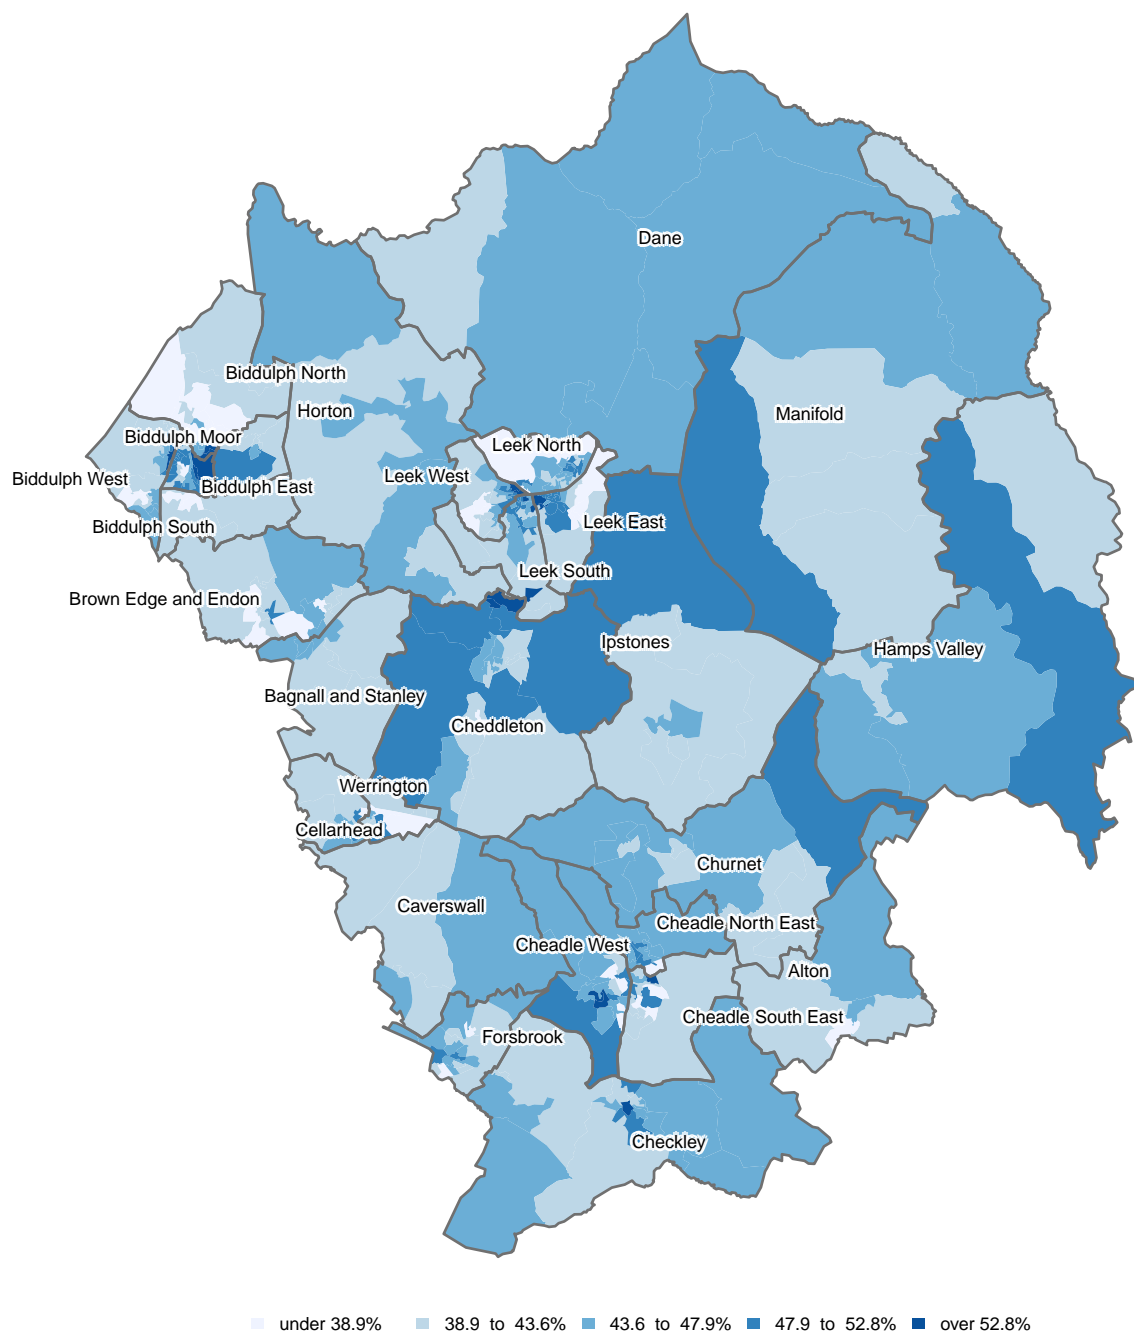 Dane
Biddulph North
Horton
Manifold
Biddulph Moor
Leek North
Leek West
Biddulph West
Biddulph East
Leek East
Biddulph South
Leek South
Brown Edge and Endon
Ipstones
Hamps Valley
Bagnall and Stanley
Cheddleton
Werrington
Cellarhead
Churnet
Caverswall
Cheadle North East
Cheadle West
Alton
Cheadle South East
Forsbrook
Checkley
under 38.9% 38.9 to 43.6% 43.6 to 47.9% 47.9 to 52.8% over 52.8%